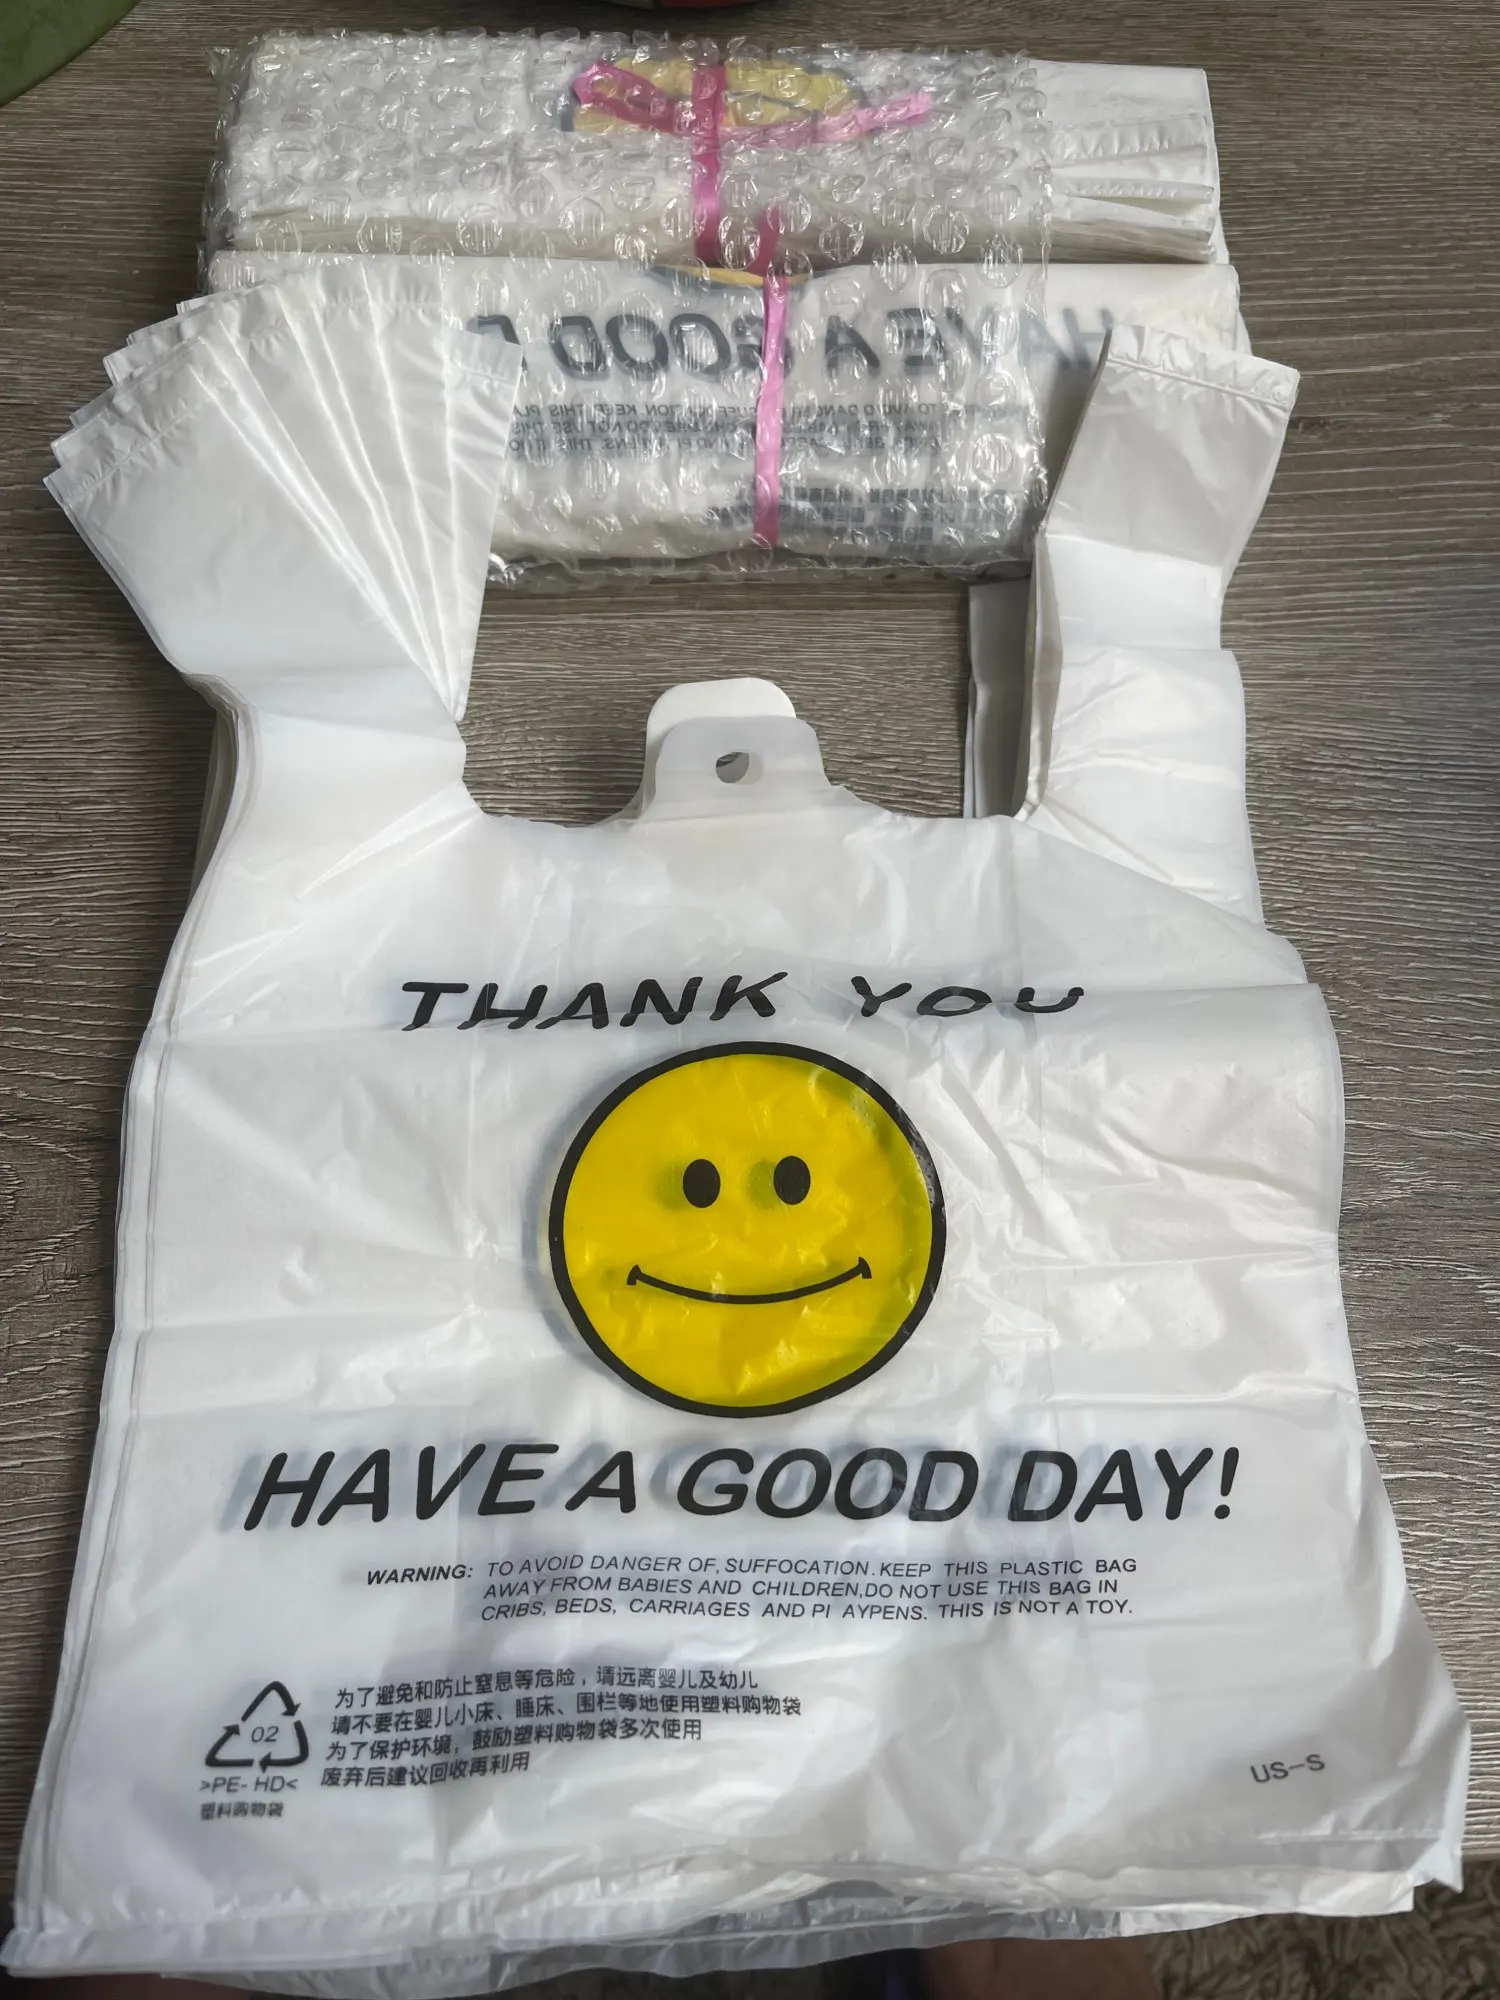 HAVE A GOOD
THANK YOU
HAVE A GOOD DAY!
WARNING: TO AVOID DANGER OF, SUFFOCATION. KEEP THIS PLASTIC BAG
AWAY FROM BABIES AND CHILDREN,DO NOT USE THIS BAG IN
CRIBS, BEDS, CARRIAGES AND PI AYPENS. THIS IS NOT A TOY.
为了避免和防止窒息等危险，请远离婴儿及幼儿
请不要在婴儿小床、睡床、围栏等地使用塑料购物袋
为了保护环境，鼓励塑料购物袋多次使用
废弃后建议回收再利用
02
>PE-HD<
塑料购物袋
US-S